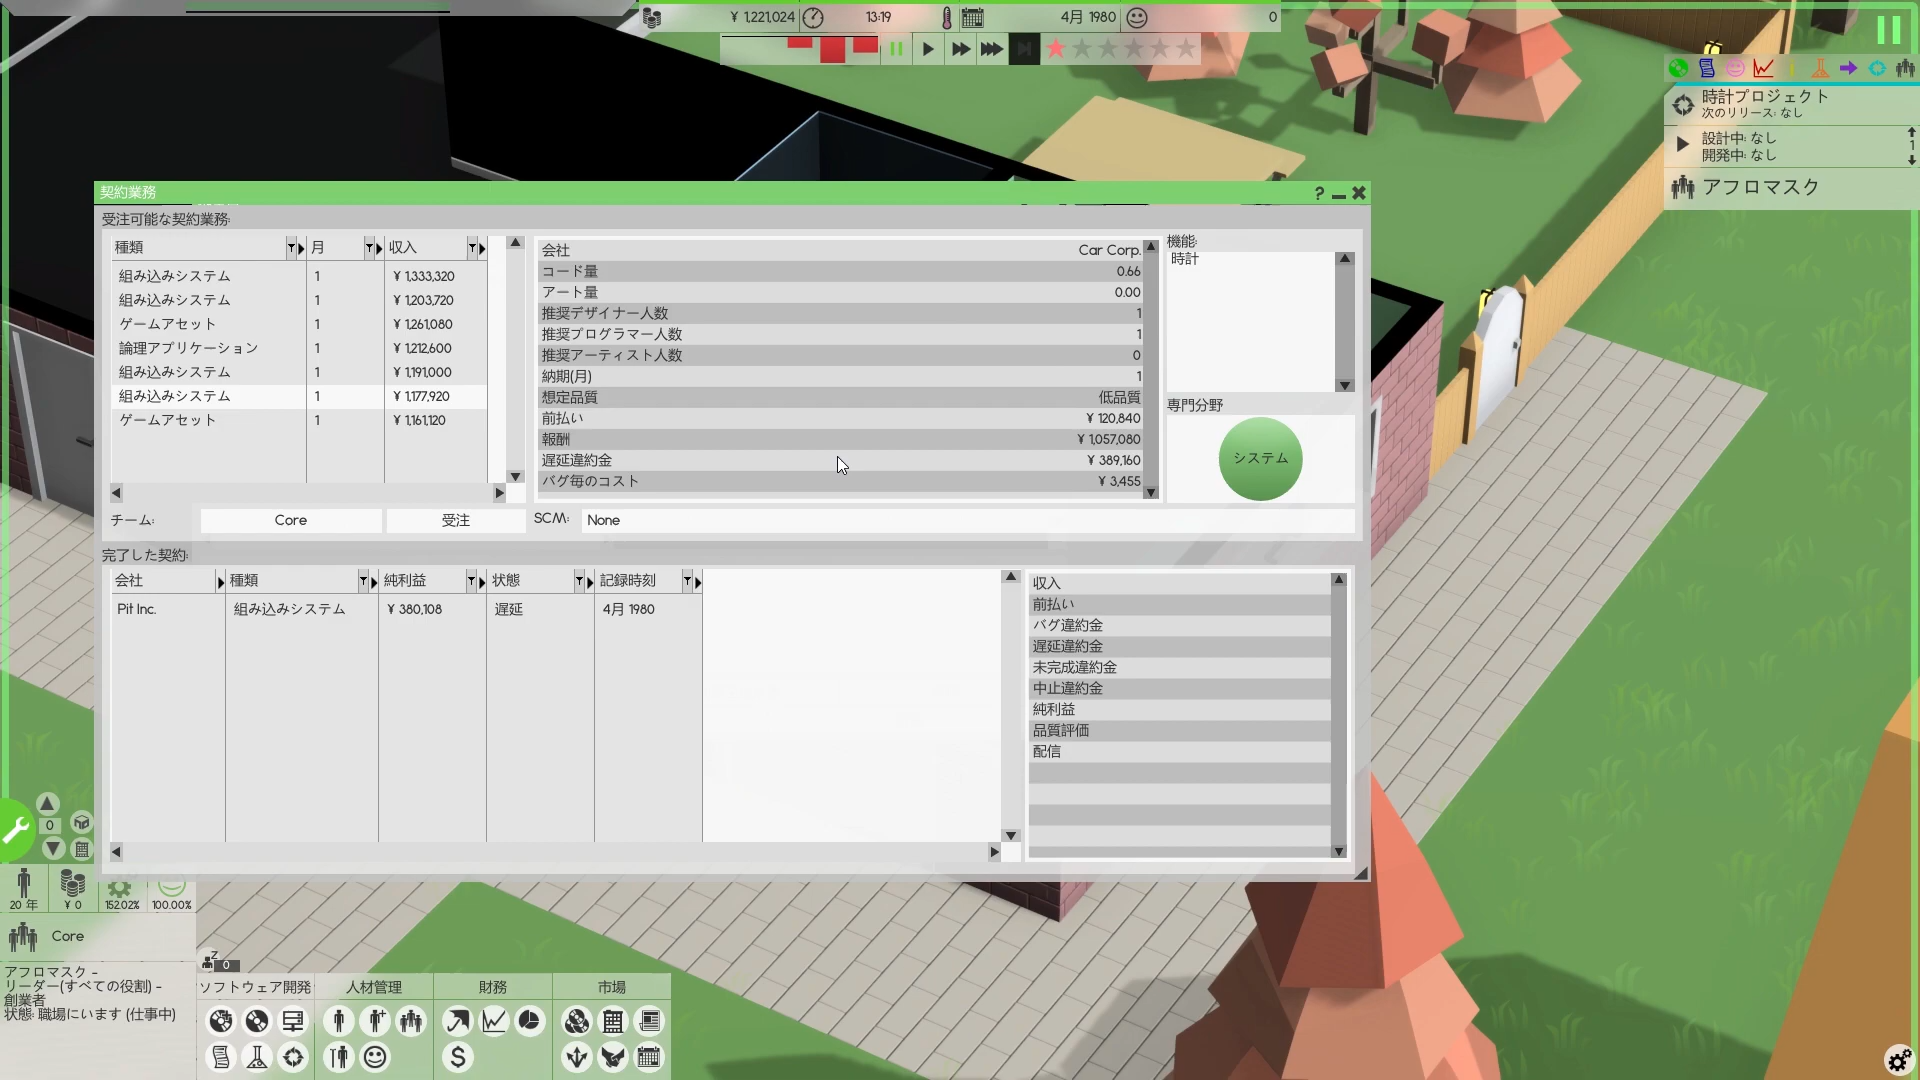 ¥ 1,221,024
13:19
4月 1980
0
時計プロジェクト
次のリリース: なし
設計中: なし
開発中: なし
1
アフロマスク
契約業務
?
受注可能な契約業務:
種類 月 収入
組み込みシステム 1 ¥ 1,333,320
組み込みシステム 1 ¥ 1,203,720
ゲームアセット 1 ¥ 1,261,080
論理アプリケーション 1 ¥ 1,212,600
組み込みシステム 1 ¥ 1,191,000
組み込みシステム 1 ¥ 1,177,920
ゲームアセット 1 ¥ 1,161,120
会社 Car Corp.
コード量 0.66
アート量 0.00
推奨デザイナー人数 1
推奨プログラマー人数 1
推奨アーティスト人数 0
納期(月) 1
想定品質 低品質
前払い ¥ 120,840
報酬 ¥ 1,057,080
遅延違約金 ¥ 389,160
バグ毎のコスト ¥ 3,455
機能:
時計
専門分野
システム
チーム: Core 受注 SCM: None
完了した契約:
会社 種類 純利益 状態 記録時刻
Pit Inc. 組み込みシステム ¥ 380,108 遅延 4月 1980
収入
前払い
バグ違約金
遅延違約金
未完成違約金
中止違約金
純利益
品質評価
配信
0
20 年 ¥ 0 152.02% 100.00%
Core
アフロマスク -
リーダー(すべての役割) -
創業者
状態: 職場にいます (仕事中)
Z
0
ソフトウェア開発 人材管理 財務 市場